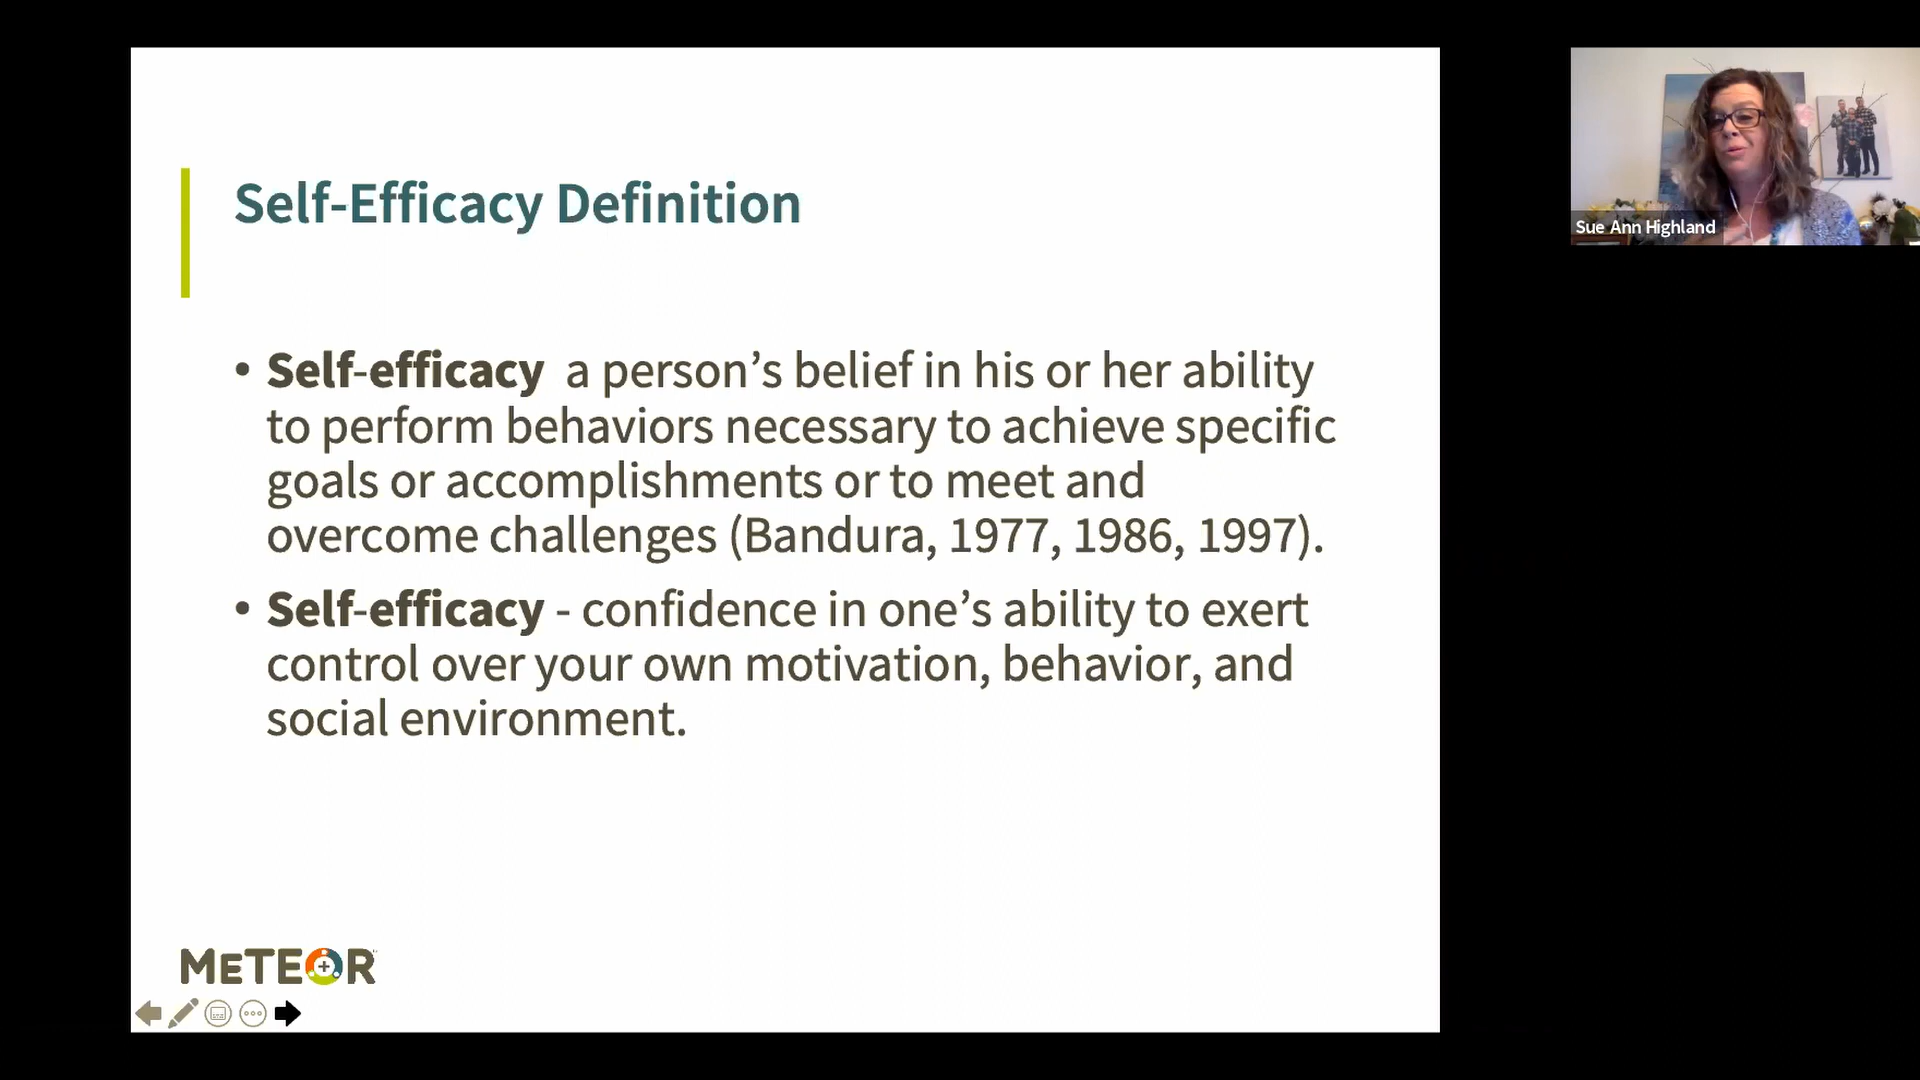 Self-Efficacy Definition
• Self-efficacy  a person’s belief in his or her ability
to perform behaviors necessary to achieve specific
goals or accomplishments or to meet and
overcome challenges (Bandura, 1977, 1986, 1997).
• Self-efficacy - confidence in one’s ability to exert
control over your own motivation, behavior, and
social environment.
METEOR
Sue Ann Highland